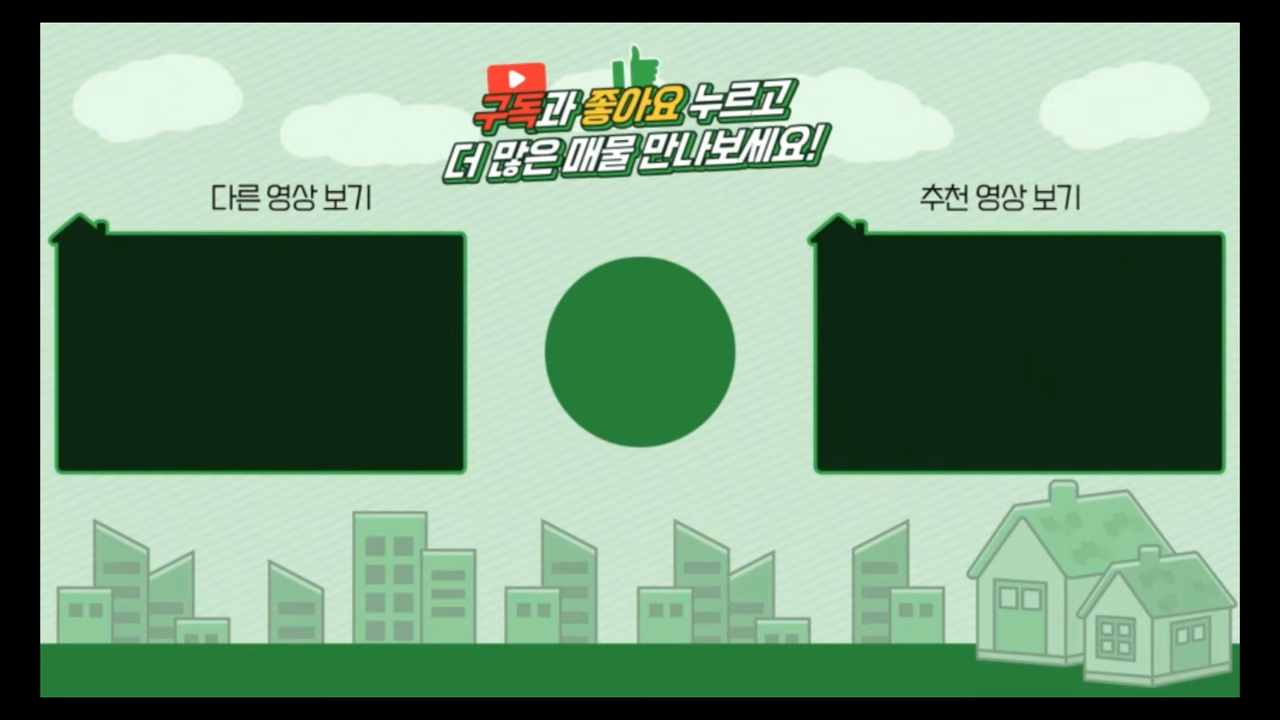 구독과 좋아요 누르고
더 많은 매물 만나보세요!
다른 영상 보기
추천 영상 보기